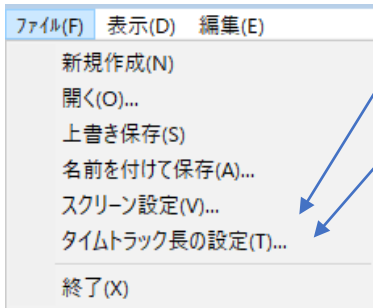 ファイル(F) 表示(D) 編集(E)
新規作成(N)
開く(O)...
上書き保存(S)
名前を付けて保存(A)...
スクリーン設定(V)...
タイムトラック長の設定(T)...
終了(X)